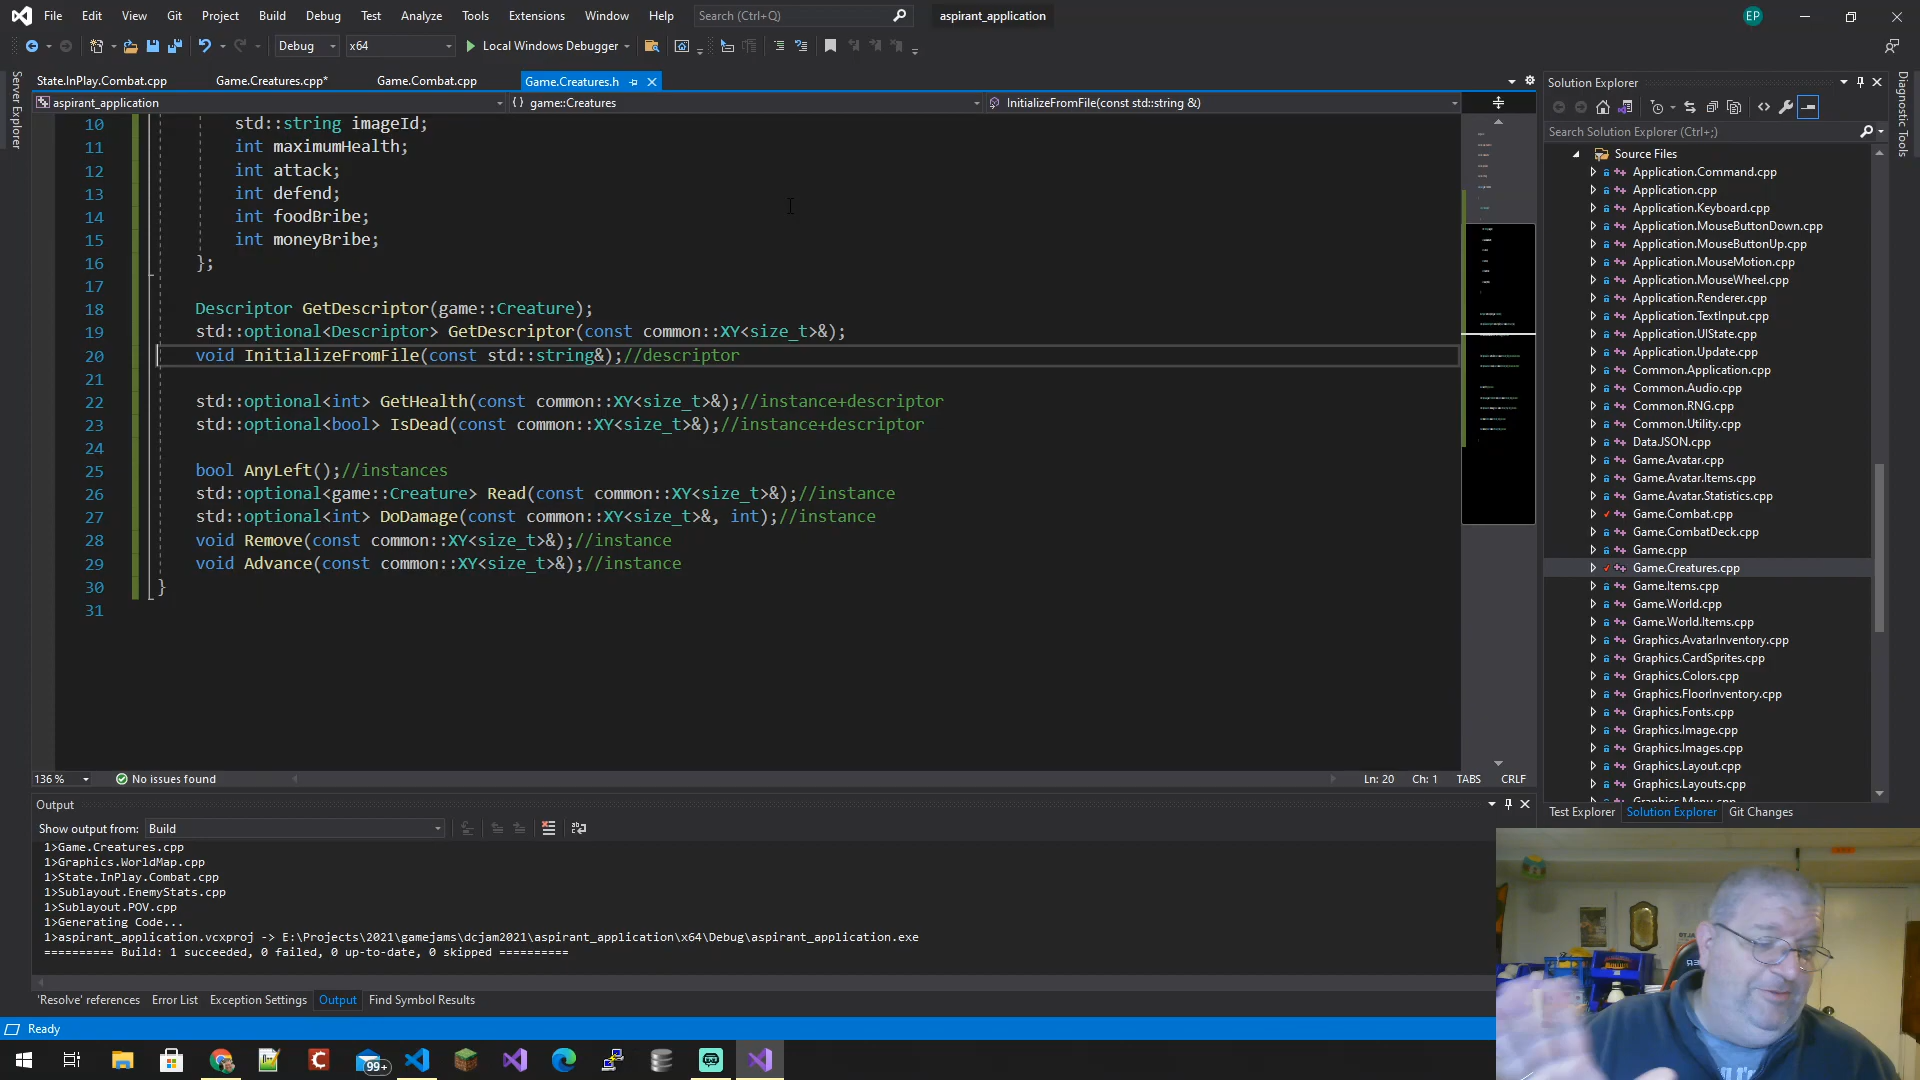 File Edit View Git Project Build Debug Test Analyze Tools Extensions Window Help Search (Ctrl+Q) aspirant_application EP
Debug x64 Local Windows Debugger
State.InPlay.Combat.cpp Game.Creatures.cpp* Game.Combat.cpp Game.Creatures.h
aspirant_application {} game::Creatures InitializeFromFile(const std::string &)
Server Explorer
10 std::string imageId;
11 int maximumHealth;
12 int attack;
13 int defend;
14 int foodBribe;
15 int moneyBribe;
16 };
17
18 Descriptor GetDescriptor(game::Creature);
19 std::optional<Descriptor> GetDescriptor(const common::XY<size_t>&);
20 void InitializeFromFile(const std::string&);//descriptor
21
22 std::optional<int> GetHealth(const common::XY<size_t>&);//instance+descriptor
23 std::optional<bool> IsDead(const common::XY<size_t>&);//instance+descriptor
24
25 bool AnyLeft();//instances
26 std::optional<game::Creature> Read(const common::XY<size_t>&);//instance
27 std::optional<int> DoDamage(const common::XY<size_t>&, int);//instance
28 void Remove(const common::XY<size_t>&);//instance
29 void Advance(const common::XY<size_t>&);//instance
30 }
31
136 % No issues found Ln: 20 Ch: 1 TABS CRLF
Output
Show output from: Build
1>Game.Creatures.cpp
1>Graphics.WorldMap.cpp
1>State.InPlay.Combat.cpp
1>Sublayout.EnemyStats.cpp
1>Sublayout.POV.cpp
1>Generating Code...
1>aspirant_application.vcxproj -> E:\Projects\2021\gamejams\dcjam2021\aspirant_application\x64\Debug\aspirant_application.exe
========== Build: 1 succeeded, 0 failed, 0 up-to-date, 0 skipped ==========
'Resolve' references Error List Exception Settings Output Find Symbol Results
Ready
99+
Solution Explorer
Search Solution Explorer (Ctrl+;)
Source Files
Application.Command.cpp
Application.cpp
Application.Keyboard.cpp
Application.MouseButtonDown.cpp
Application.MouseButtonUp.cpp
Application.MouseMotion.cpp
Application.MouseWheel.cpp
Application.Renderer.cpp
Application.TextInput.cpp
Application.UIState.cpp
Application.Update.cpp
Common.Application.cpp
Common.Audio.cpp
Common.RNG.cpp
Common.Utility.cpp
Data.JSON.cpp
Game.Avatar.cpp
Game.Avatar.Items.cpp
Game.Avatar.Statistics.cpp
Game.Combat.cpp
Game.CombatDeck.cpp
Game.cpp
Game.Creatures.cpp
Game.Items.cpp
Game.World.cpp
Game.World.Items.cpp
Graphics.AvatarInventory.cpp
Graphics.CardSprites.cpp
Graphics.Colors.cpp
Graphics.FloorInventory.cpp
Graphics.Fonts.cpp
Graphics.Image.cpp
Graphics.Images.cpp
Graphics.Layout.cpp
Graphics.Layouts.cpp
Graphics.Menu.cpp
Test Explorer Solution Explorer Git Changes
Diagnostic Tools